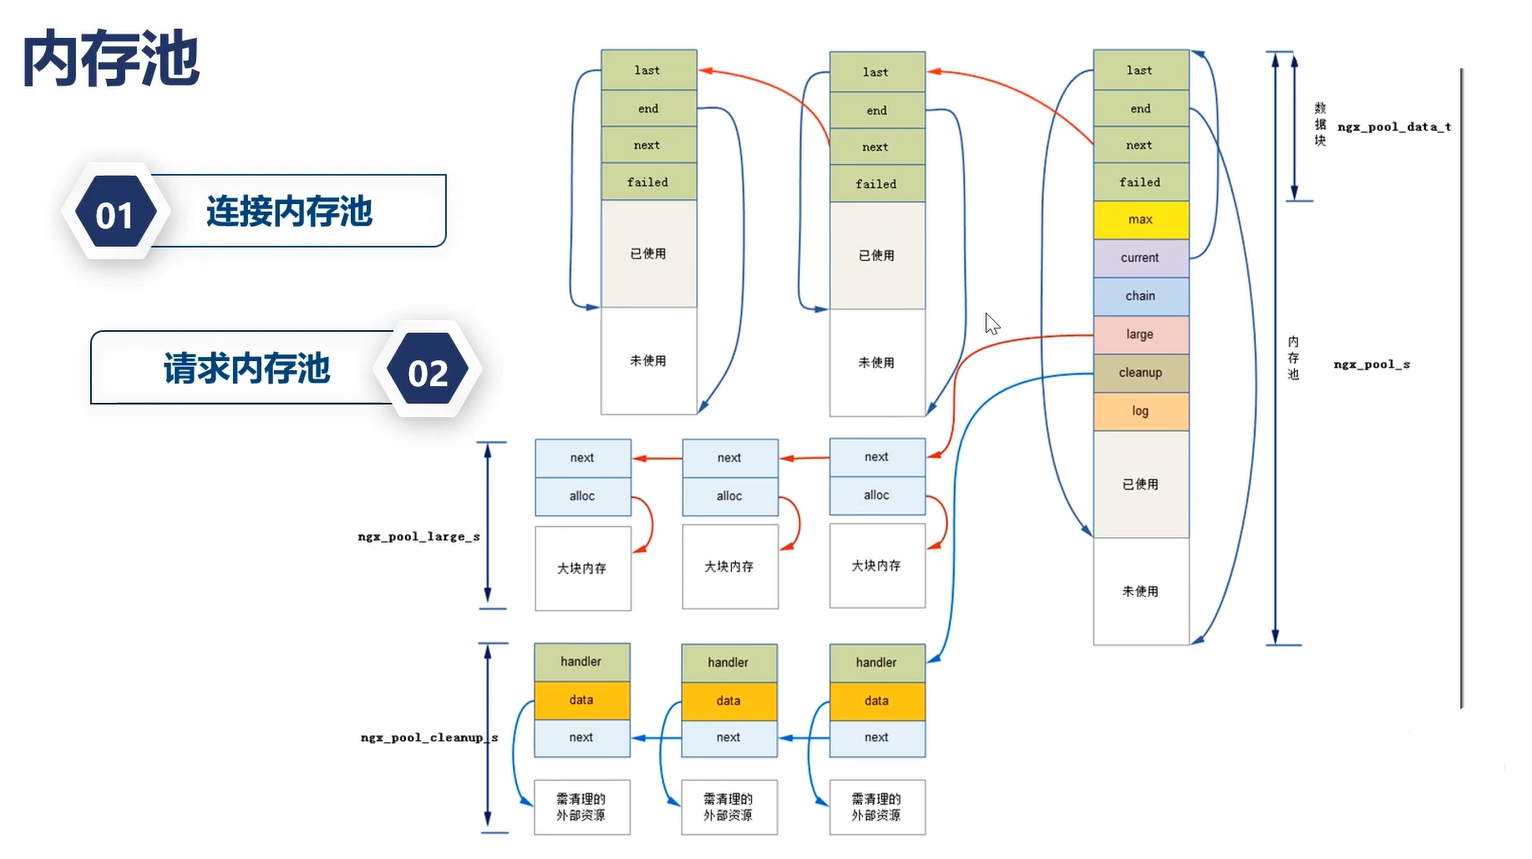 内存池
01
连接内存池
请求内存池
02
last
end
next
failed
已使用
未使用
last
end
next
failed
已使用
未使用
last
end
next
failed
max
current
chain
large
cleanup
log
已使用
未使用
数据块
ngx_pool_data_t
内存池
ngx_pool_s
ngx_pool_large_s
next
alloc
大块内存
next
alloc
大块内存
next
alloc
大块内存
ngx_pool_cleanup_s
handler
data
next
需清理的
外部资源
handler
data
next
需清理的
外部资源
handler
data
next
需清理的
外部资源